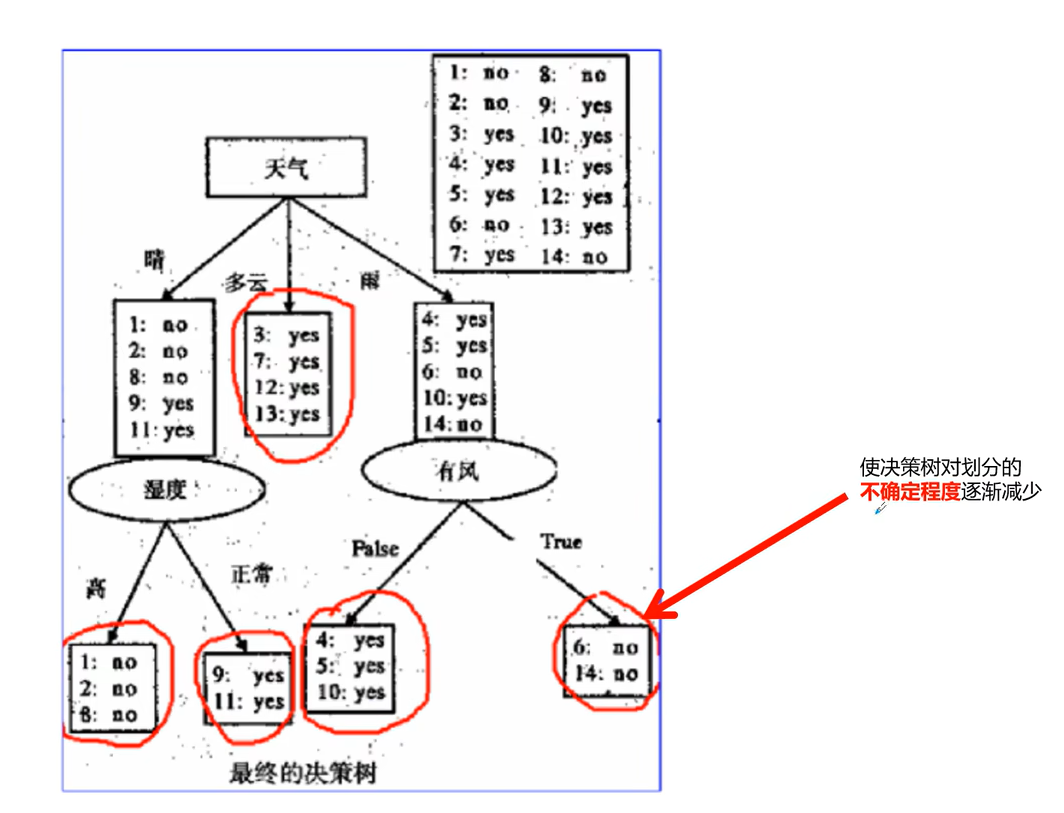 1: no 8: no
2: no 9: yes
3: yes 10: yes
4: yes 11: yes
5: yes 12: yes
6: no 13: yes
7: yes 14: no
天气
晴
多云
雨
1: no
2: no
8: no
9: yes
11: yes
3: yes
7: yes
12: yes
13: yes
4: yes
5: yes
6: no
10: yes
14: no
湿度
有风
使决策树对划分的
不确定程度逐渐减少
高
正常
False
True
1: no
2: no
8: no
9: yes
11: yes
4: yes
5: yes
10: yes
6: no
14: no
最终的决策树